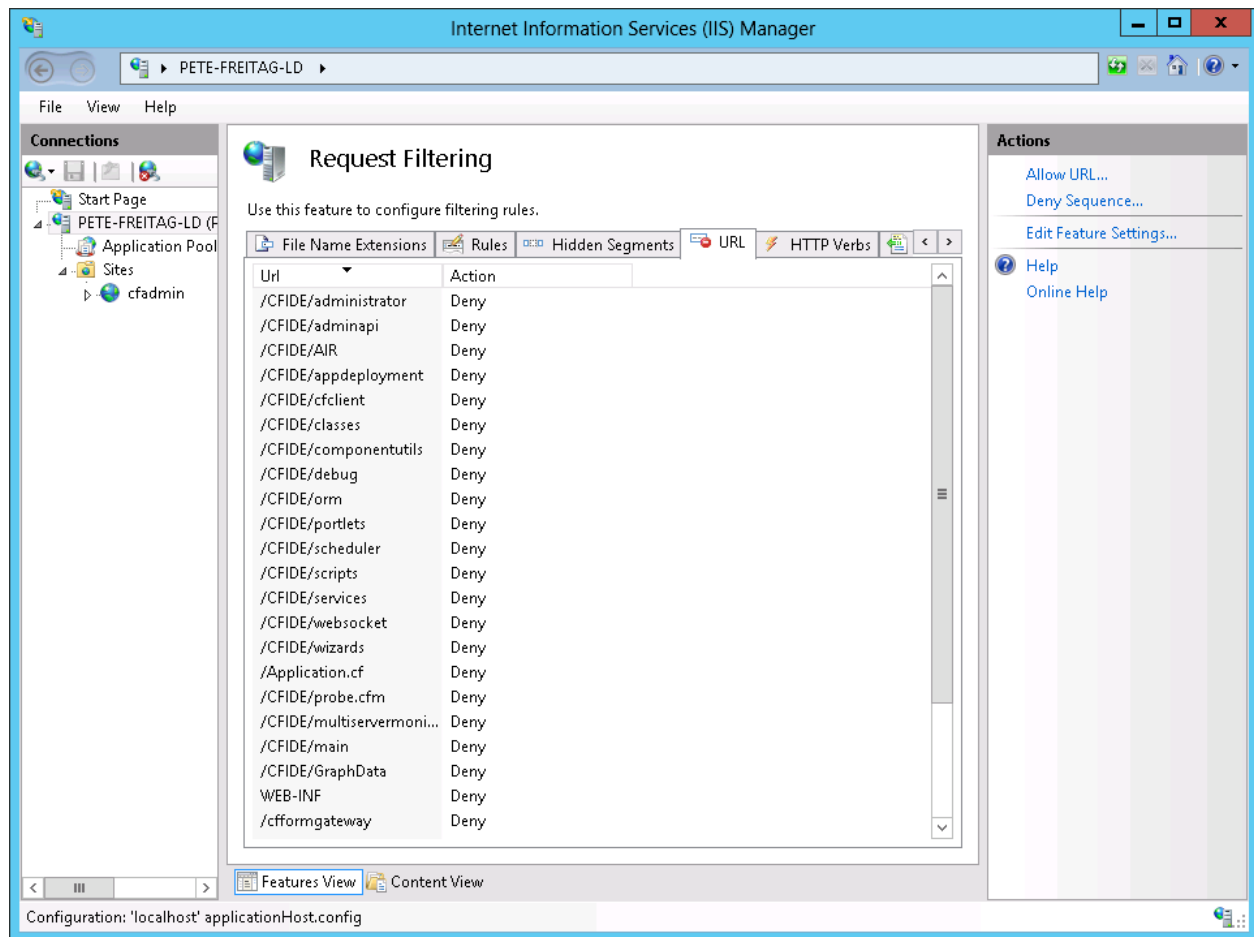 Internet Information Services (IIS) Manager
PETE-FREITAG-LD
File View Help
Connections
Start Page
PETE-FREITAG-LD (P
Application Pool
Sites
cfadmin
Request Filtering
Use this feature to configure filtering rules.
File Name Extensions Rules Hidden Segments URL HTTP Verbs
Url Action
/CFIDE/administrator Deny
/CFIDE/adminapi Deny
/CFIDE/AIR Deny
/CFIDE/appdeployment Deny
/CFIDE/cfclient Deny
/CFIDE/classes Deny
/CFIDE/componentutils Deny
/CFIDE/debug Deny
/CFIDE/orm Deny
/CFIDE/portlets Deny
/CFIDE/scheduler Deny
/CFIDE/scripts Deny
/CFIDE/services Deny
/CFIDE/websocket Deny
/CFIDE/wizards Deny
/Application.cf Deny
/CFIDE/probe.cfm Deny
/CFIDE/multiservermoni... Deny
/CFIDE/main Deny
/CFIDE/GraphData Deny
WEB-INF Deny
/cfformgateway Deny
Features View Content View
Actions
Allow URL...
Deny Sequence...
Edit Feature Settings...
Help
Online Help
Configuration: 'localhost' applicationHost.config